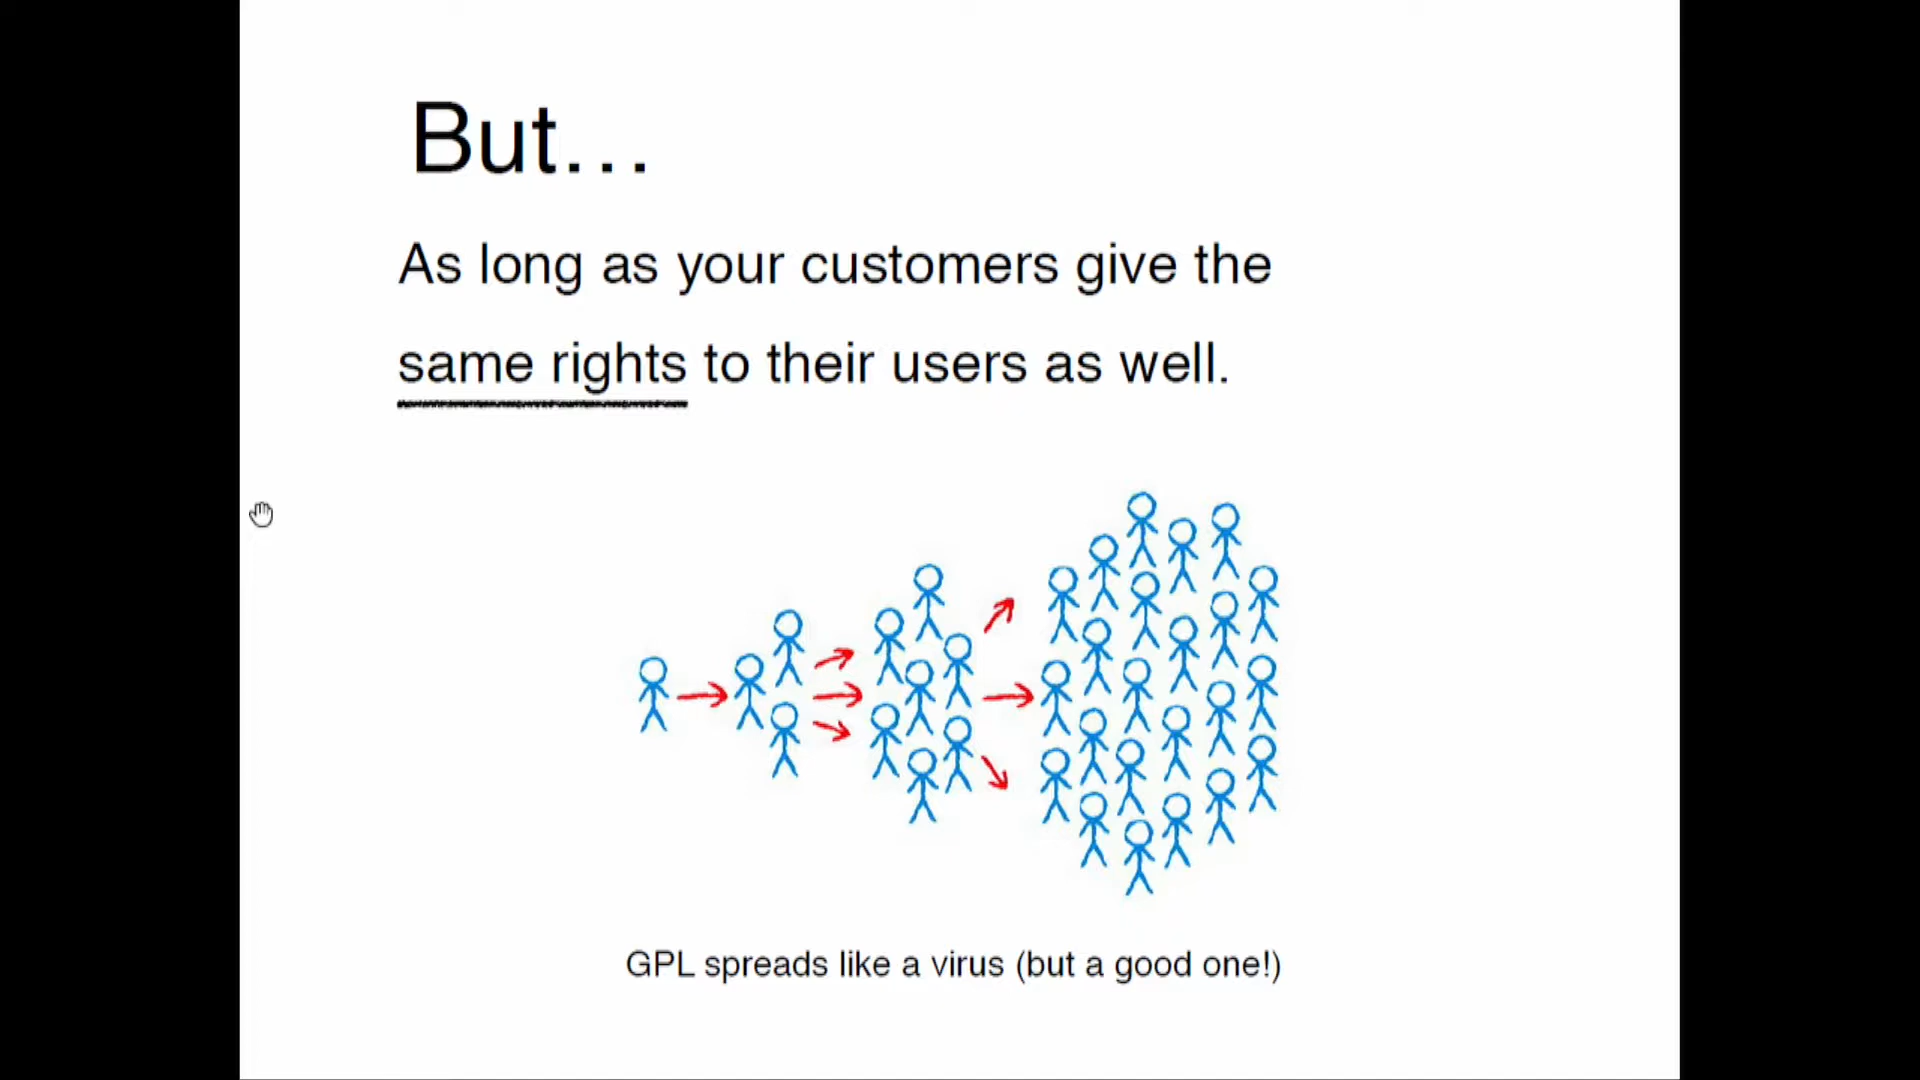 But...
As long as your customers give the
same rights to their users as well.
GPL spreads like a virus (but a good one!)